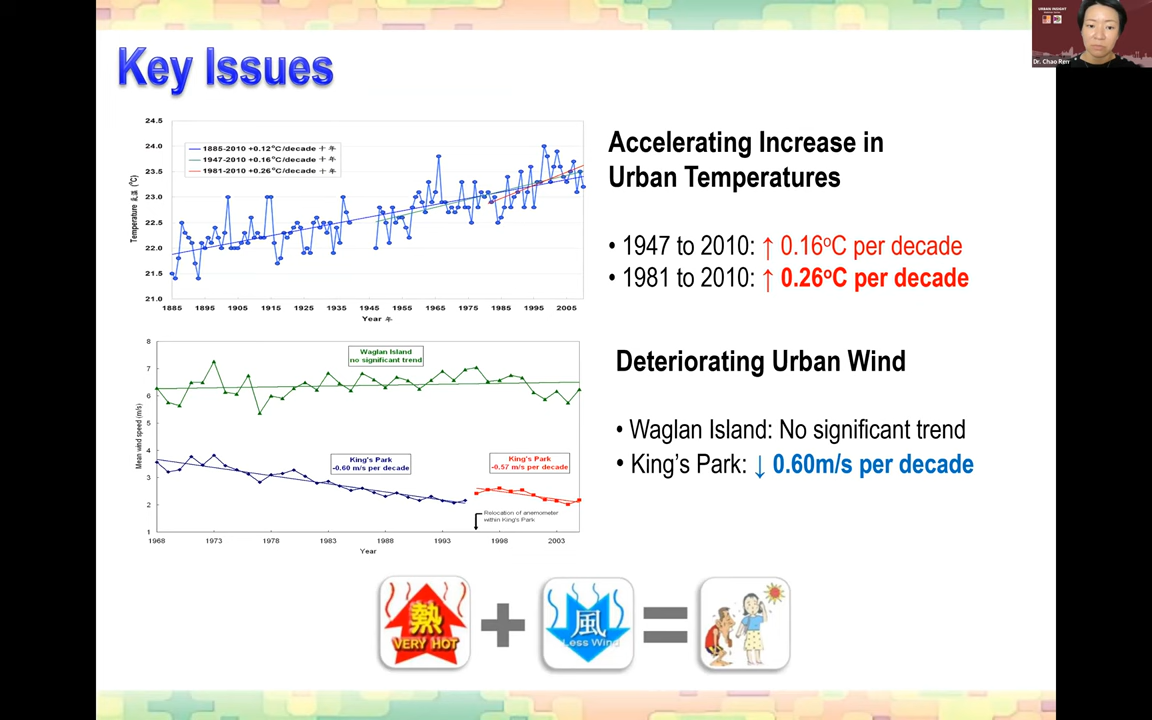 URBAN INSIGHT
Dr. Chao Ren
Key Issues
24.5
24.0
23.5
23.0
22.5
22.0
21.5
21.0
Temperature 氣溫 (°C)
1885-2010 +0.12°C/decade 十年
1947-2010 +0.16°C/decade 十年
1981-2010 +0.26°C/decade 十年
1885 1895 1905 1915 1925 1935 1945 1955 1965 1975 1985 1995 2005
Year 年
Accelerating Increase in
Urban Temperatures
• 1947 to 2010: ↑ 0.16°C per decade
• 1981 to 2010: ↑ 0.26°C per decade
8
7
6
5
4
3
2
1
Mean wind speed (m/s)
Waglan Island
no significant trend
King's Park
-0.60 m/s per decade
King's Park
-0.57 m/s per decade
Relocation of anemometer
within King's Park
1968 1973 1978 1983 1988 1993 1998 2003
Year
Deteriorating Urban Wind
• Waglan Island: No significant trend
• King's Park: ↓ 0.60m/s per decade
熱
VERY HOT
+
風
Less Wind
=